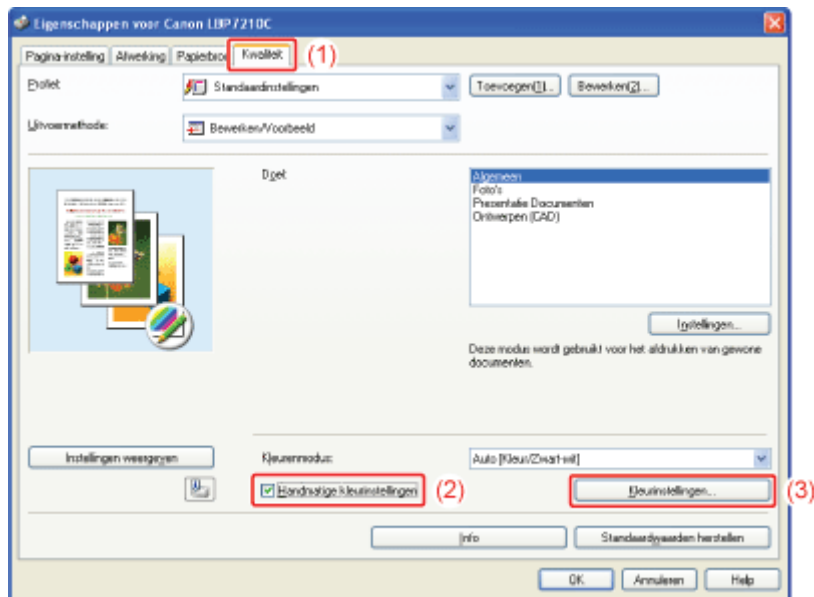 Eigenschappen voor Canon LBP7210C
Pagina-instelling Afwerking Papierbron Kwaliteit (1)
Profiel: Standaardinstellingen Toevoegen[1]... Bewerken[2]...
Uitvoermethode: Bewerken/Voorbeeld
Doel:
Algemeen
Foto's
Presentatie Documenten
Ontwerpen (CAD)
Instellingen...
Deze modus wordt gebruikt voor het afdrukken van gewone
documenten.
Instellingen weergeven Kleurenmodus: Auto [Kleur/Zwart-wit]
Handmatige kleurinstellingen (2) Kleurinstellingen... (3)
Info Standaardwaarden herstellen
OK Annuleren Help